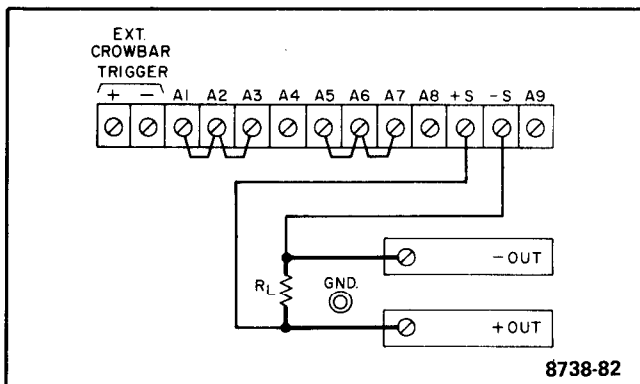 EXT.
CROWBAR
TRIGGER
+ - A1 A2 A3 A4 A5 A6 A7 A8 +S -S A9
-OUT
RL
GND.
+OUT
8738-82